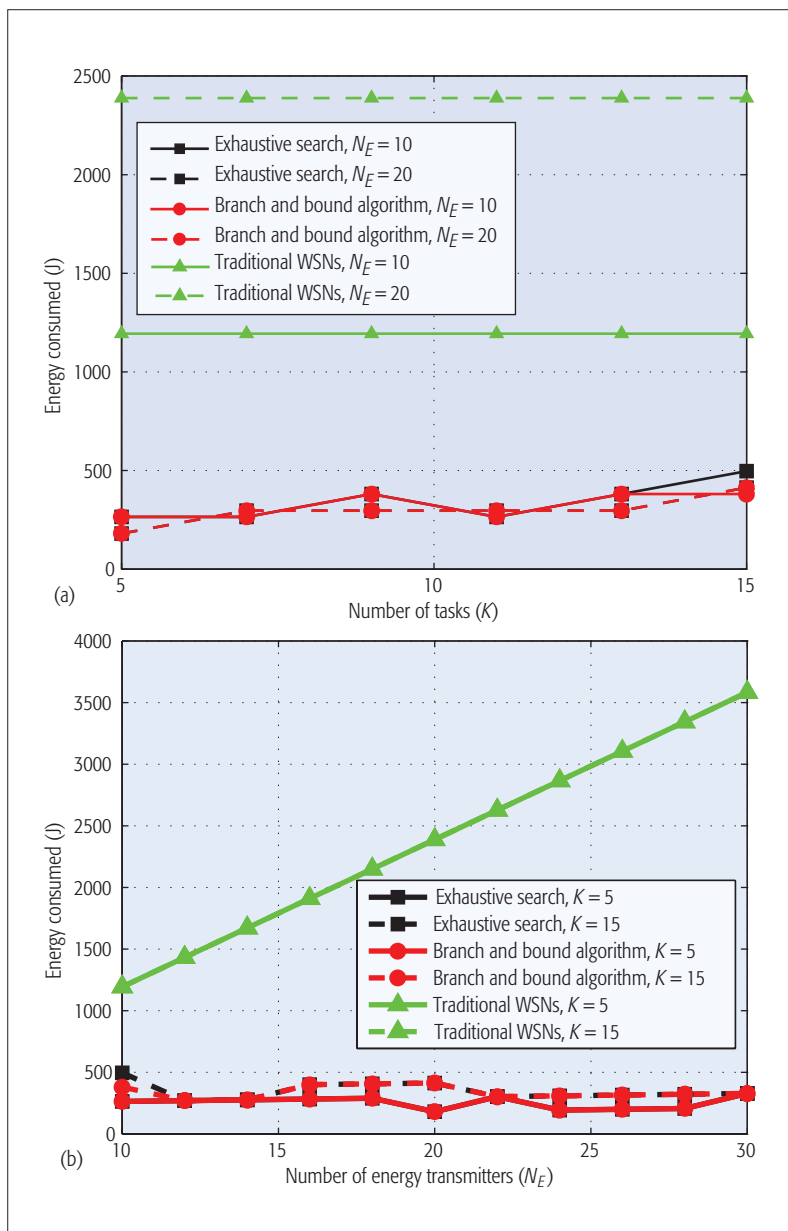 2500
2000
1500
1000
500
0
Energy consumed (J)
Exhaustive search, N_E = 10
Exhaustive search, N_E = 20
Branch and bound algorithm, N_E = 10
Branch and bound algorithm, N_E = 20
Traditional WSNs, N_E = 10
Traditional WSNs, N_E = 20
5 10 15
Number of tasks (K)
(a)
4000
3500
3000
2500
2000
1500
1000
500
0
Energy consumed (J)
Exhaustive search, K = 5
Exhaustive search, K = 15
Branch and bound algorithm, K = 5
Branch and bound algorithm, K = 15
Traditional WSNs, K = 5
Traditional WSNs, K = 15
10 15 20 25 30
Number of energy transmitters (N_E)
(b)